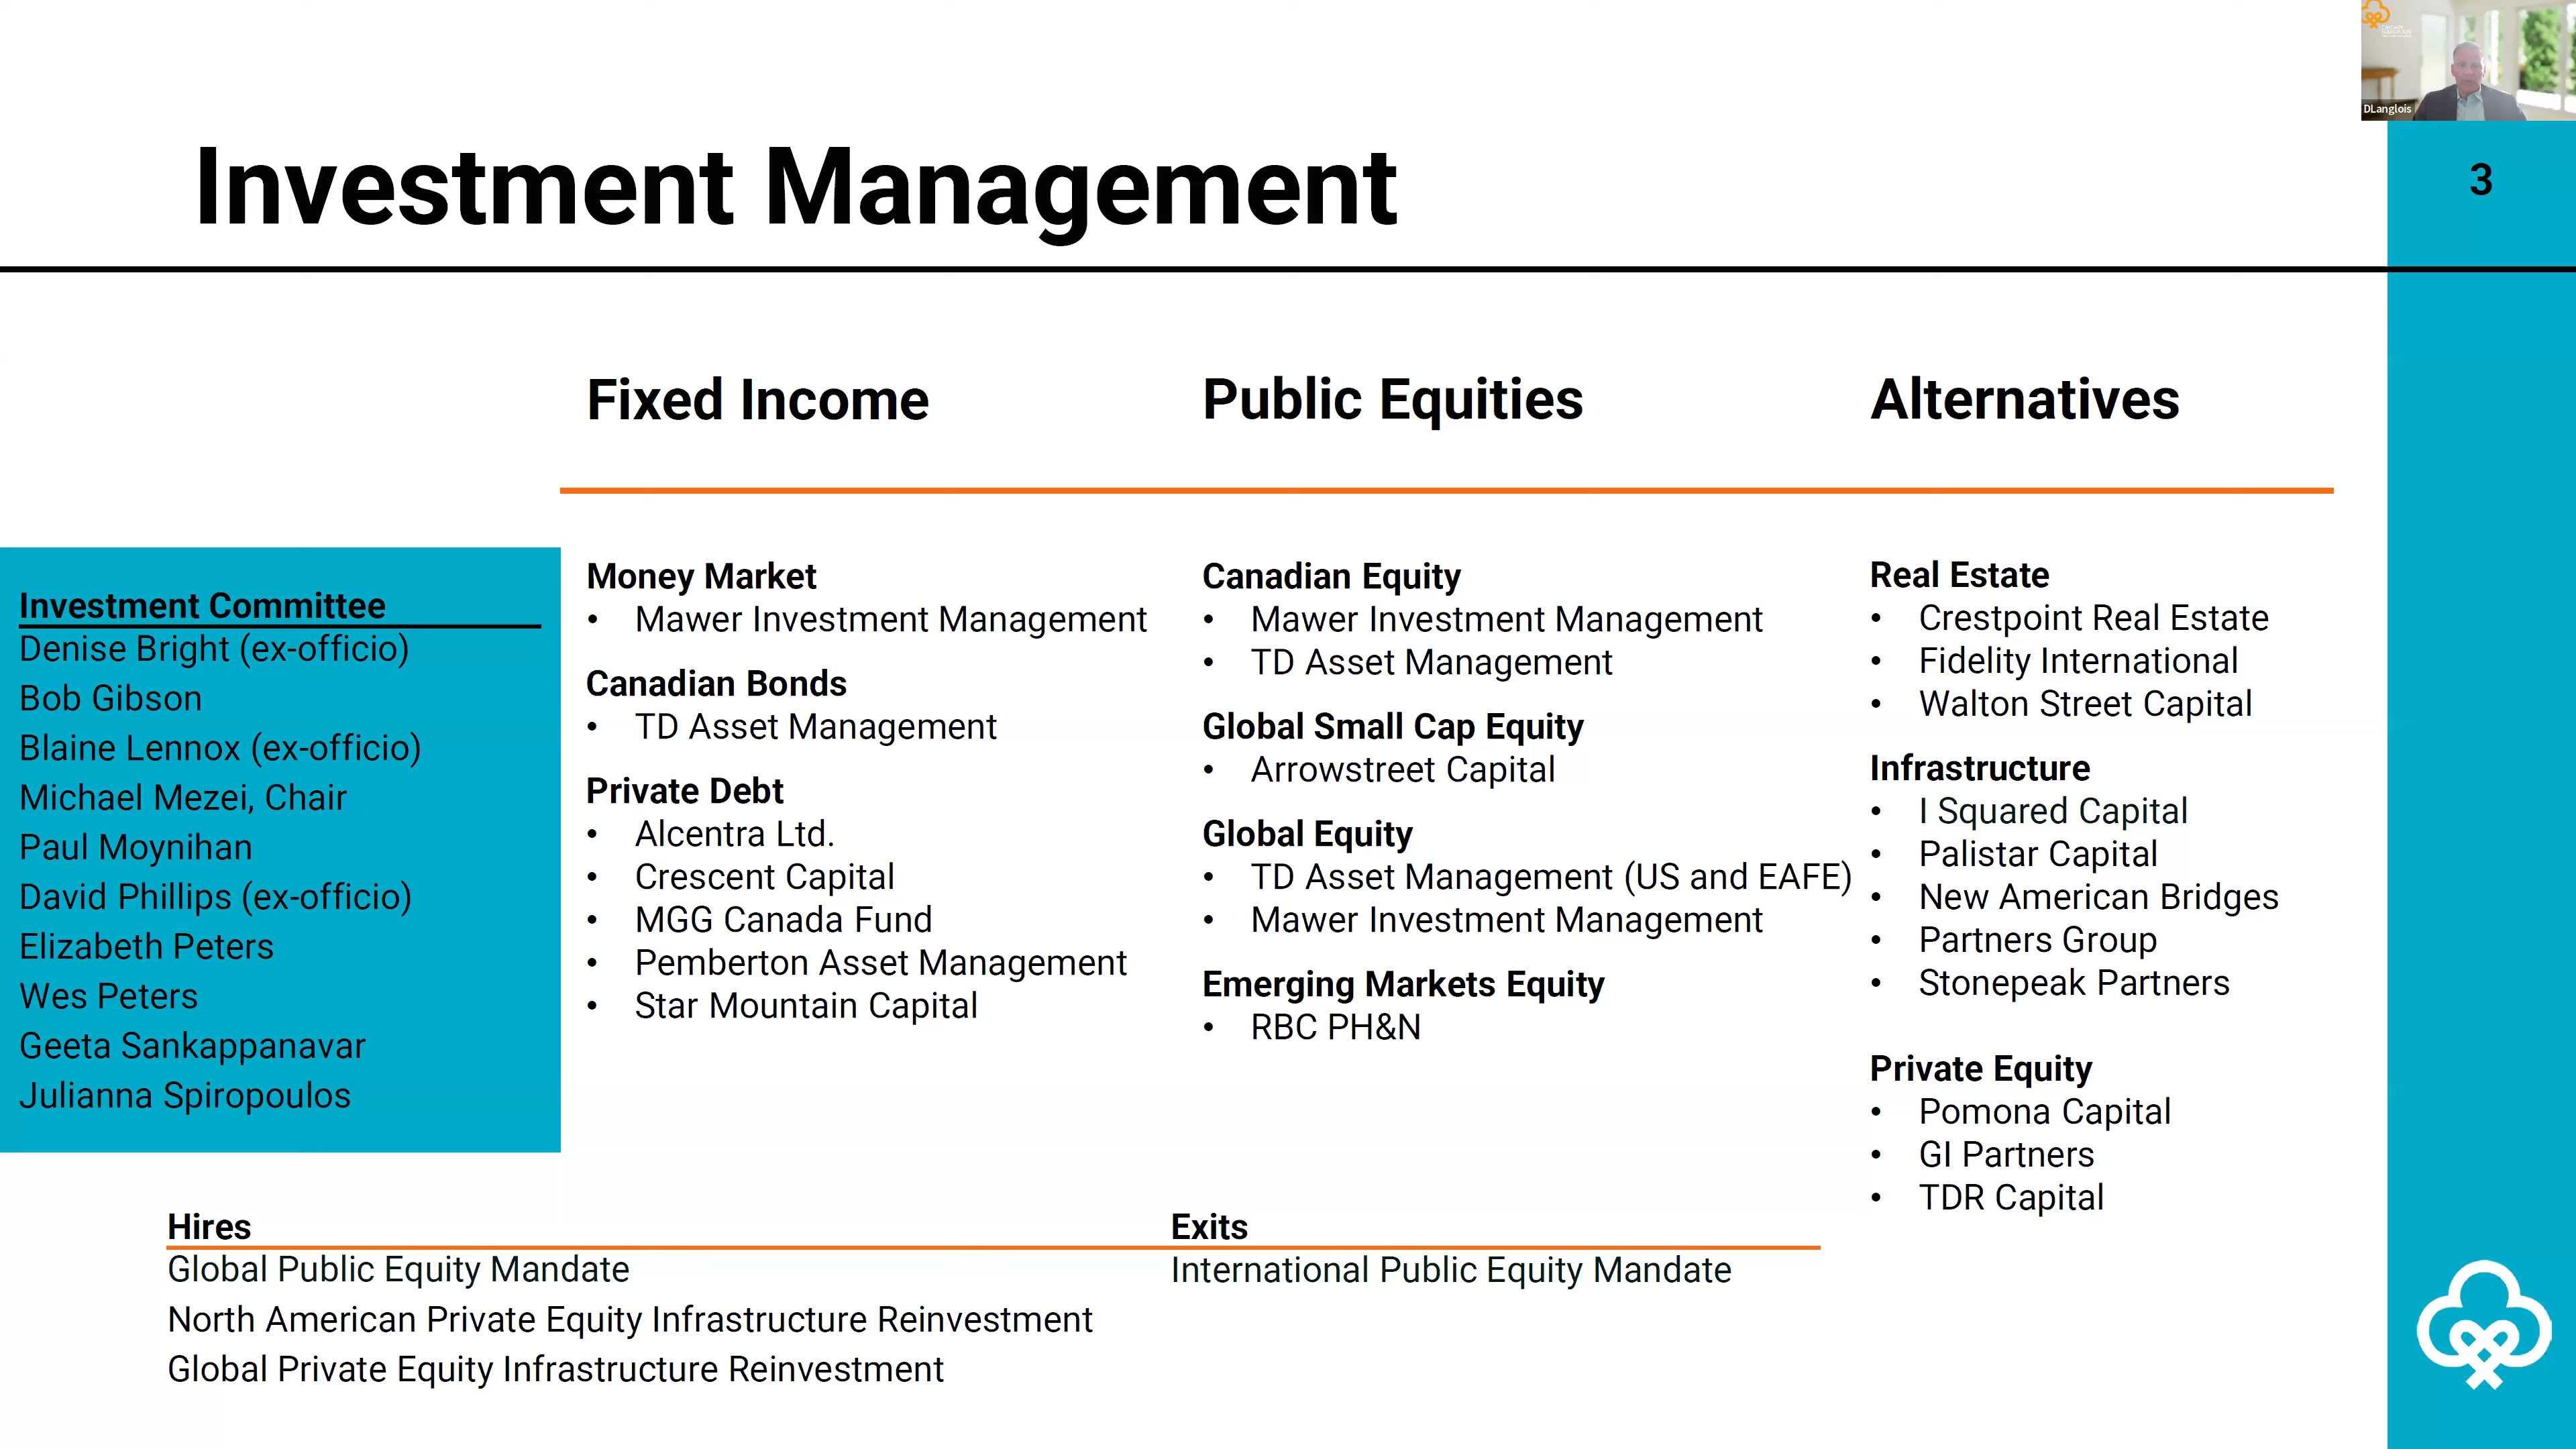 DLanglois
3
Investment Management
Investment Committee
Denise Bright (ex-officio)
Bob Gibson
Blaine Lennox (ex-officio)
Michael Mezei, Chair
Paul Moynihan
David Phillips (ex-officio)
Elizabeth Peters
Wes Peters
Geeta Sankappanavar
Julianna Spiropoulos
Fixed Income
Money Market
• Mawer Investment Management
Canadian Bonds
• TD Asset Management
Private Debt
• Alcentra Ltd.
• Crescent Capital
• MGG Canada Fund
• Pemberton Asset Management
• Star Mountain Capital
Public Equities
Canadian Equity
• Mawer Investment Management
• TD Asset Management
Global Small Cap Equity
• Arrowstreet Capital
Global Equity
• TD Asset Management (US and EAFE)
• Mawer Investment Management
Emerging Markets Equity
• RBC PH&N
Alternatives
Real Estate
• Crestpoint Real Estate
• Fidelity International
• Walton Street Capital
Infrastructure
• I Squared Capital
• Palistar Capital
• New American Bridges
• Partners Group
• Stonepeak Partners
Private Equity
• Pomona Capital
• GI Partners
• TDR Capital
Hires
Global Public Equity Mandate
North American Private Equity Infrastructure Reinvestment
Global Private Equity Infrastructure Reinvestment
Exits
International Public Equity Mandate